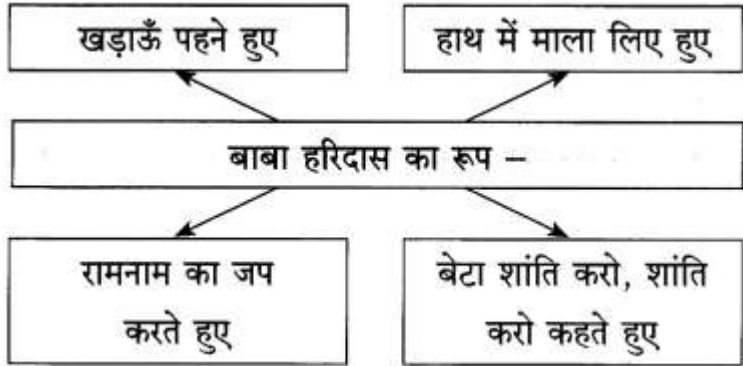 खड़ाऊँ पहने हुए
हाथ में माला लिए हुए
बाबा हरिदास का रूप –
रामनाम का जप
करते हुए
बेटा शांति करो, शांति
करो कहते हुए